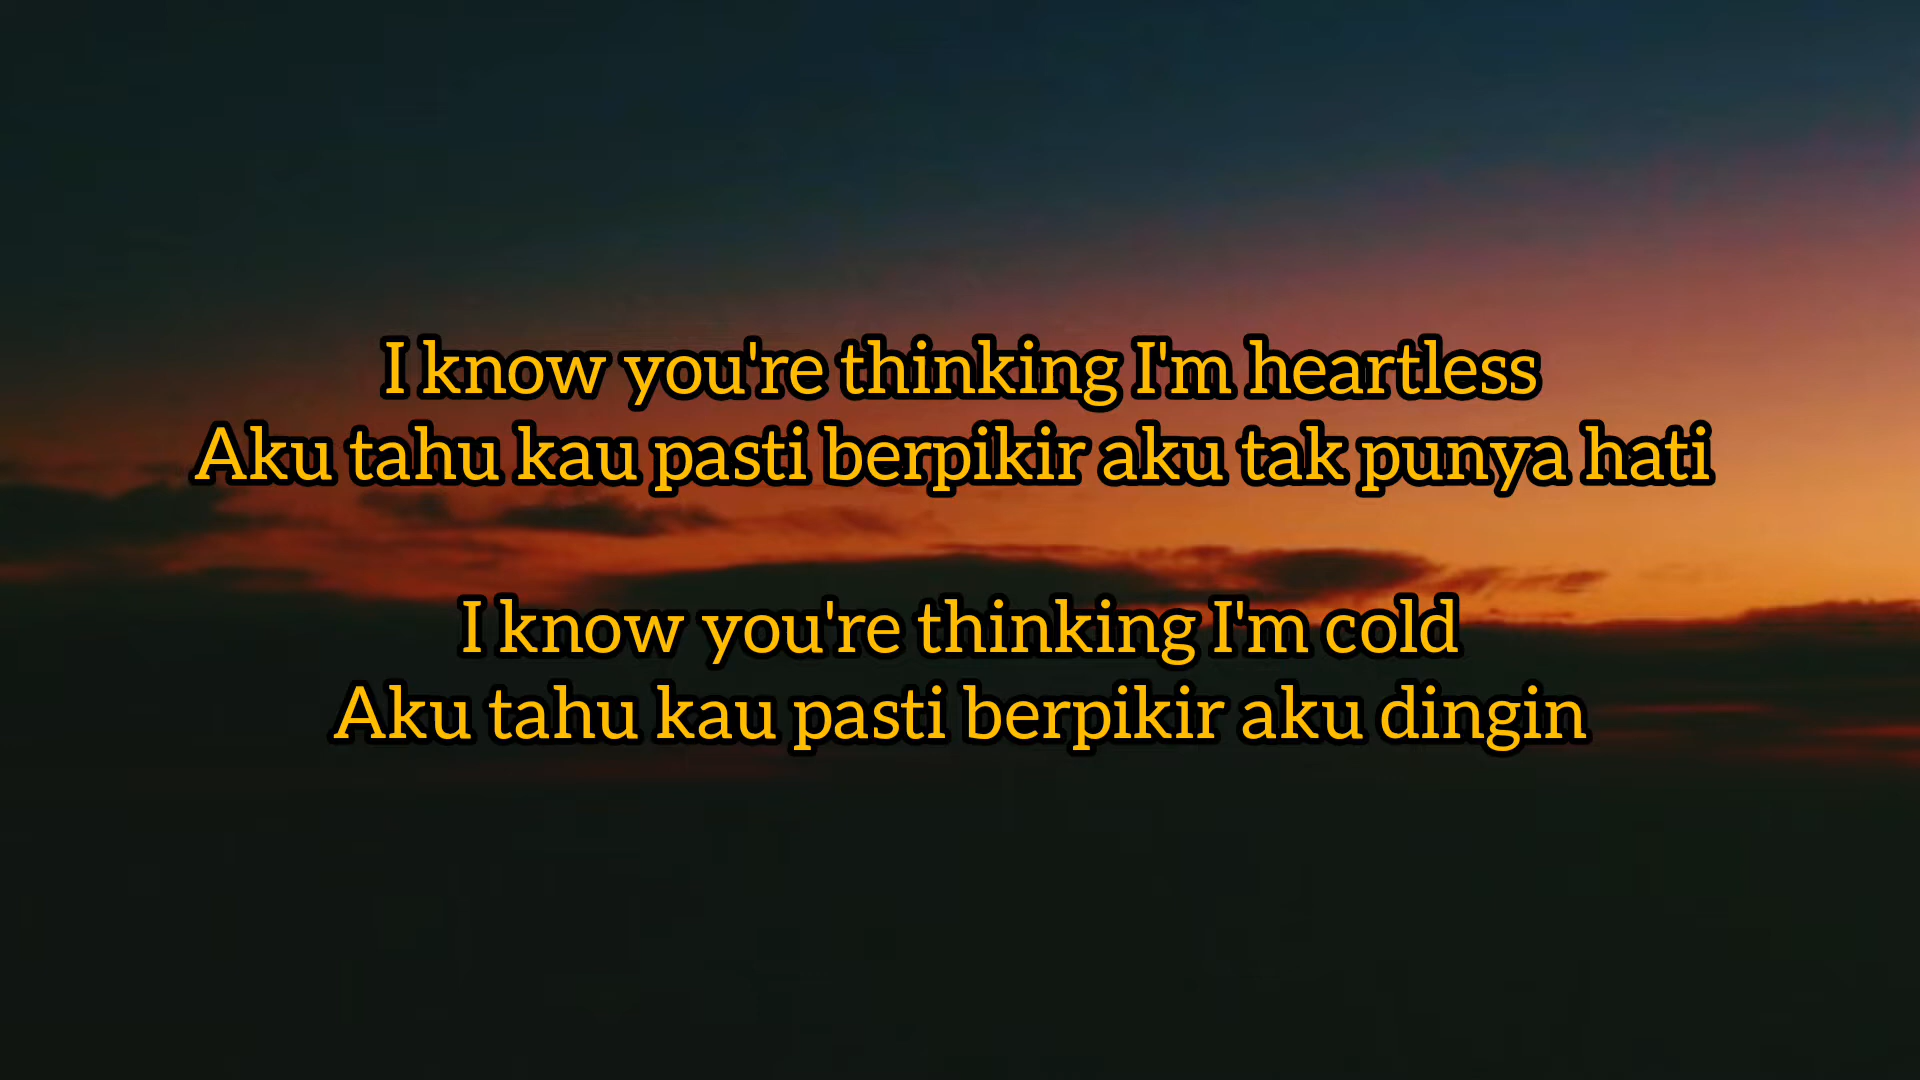 I know you're thinking I'm heartless
Aku tahu kau pasti berpikir aku tak punya hati
I know you're thinking I'm cold
Aku tahu kau pasti berpikir aku dingin